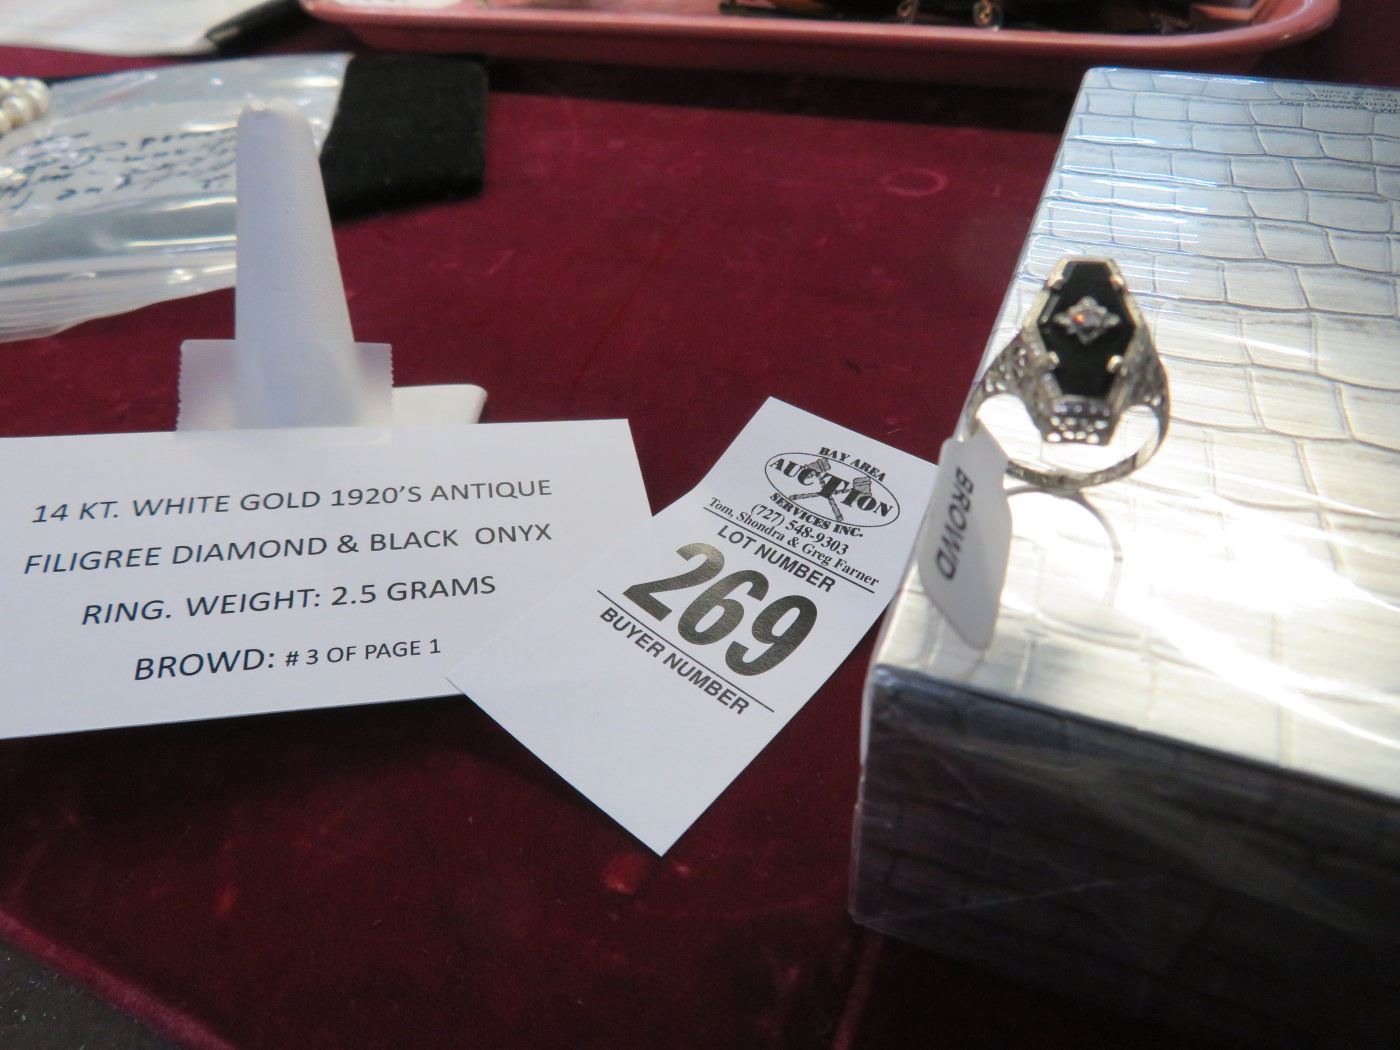 14 KT. WHITE GOLD 1920'S ANTIQUE
FILIGREE DIAMOND & BLACK ONYX
RING. WEIGHT: 2.5 GRAMS
BROWD: # 3 OF PAGE 1
BAY AREA
AUCTION
SERVICES INC.
(727) 548-9303
Tom, Shondra & Greg Farner
LOT NUMBER
269
BUYER NUMBER
BROWD